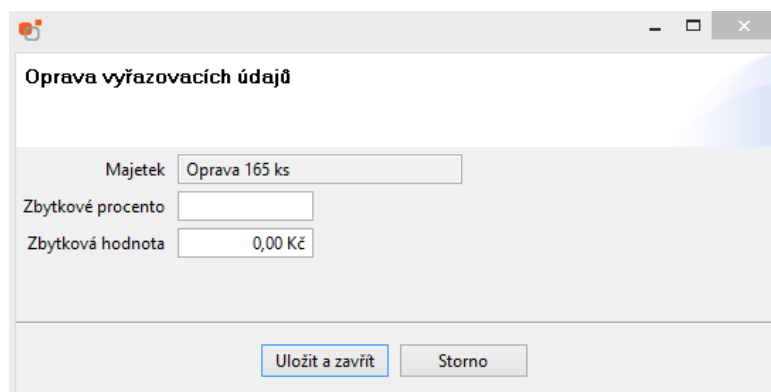 Oprava vyřazovacích údajů
Majetek Oprava 165 ks
Zbytkové procento
Zbytková hodnota 0,00 Kč
Uložit a zavřít Storno